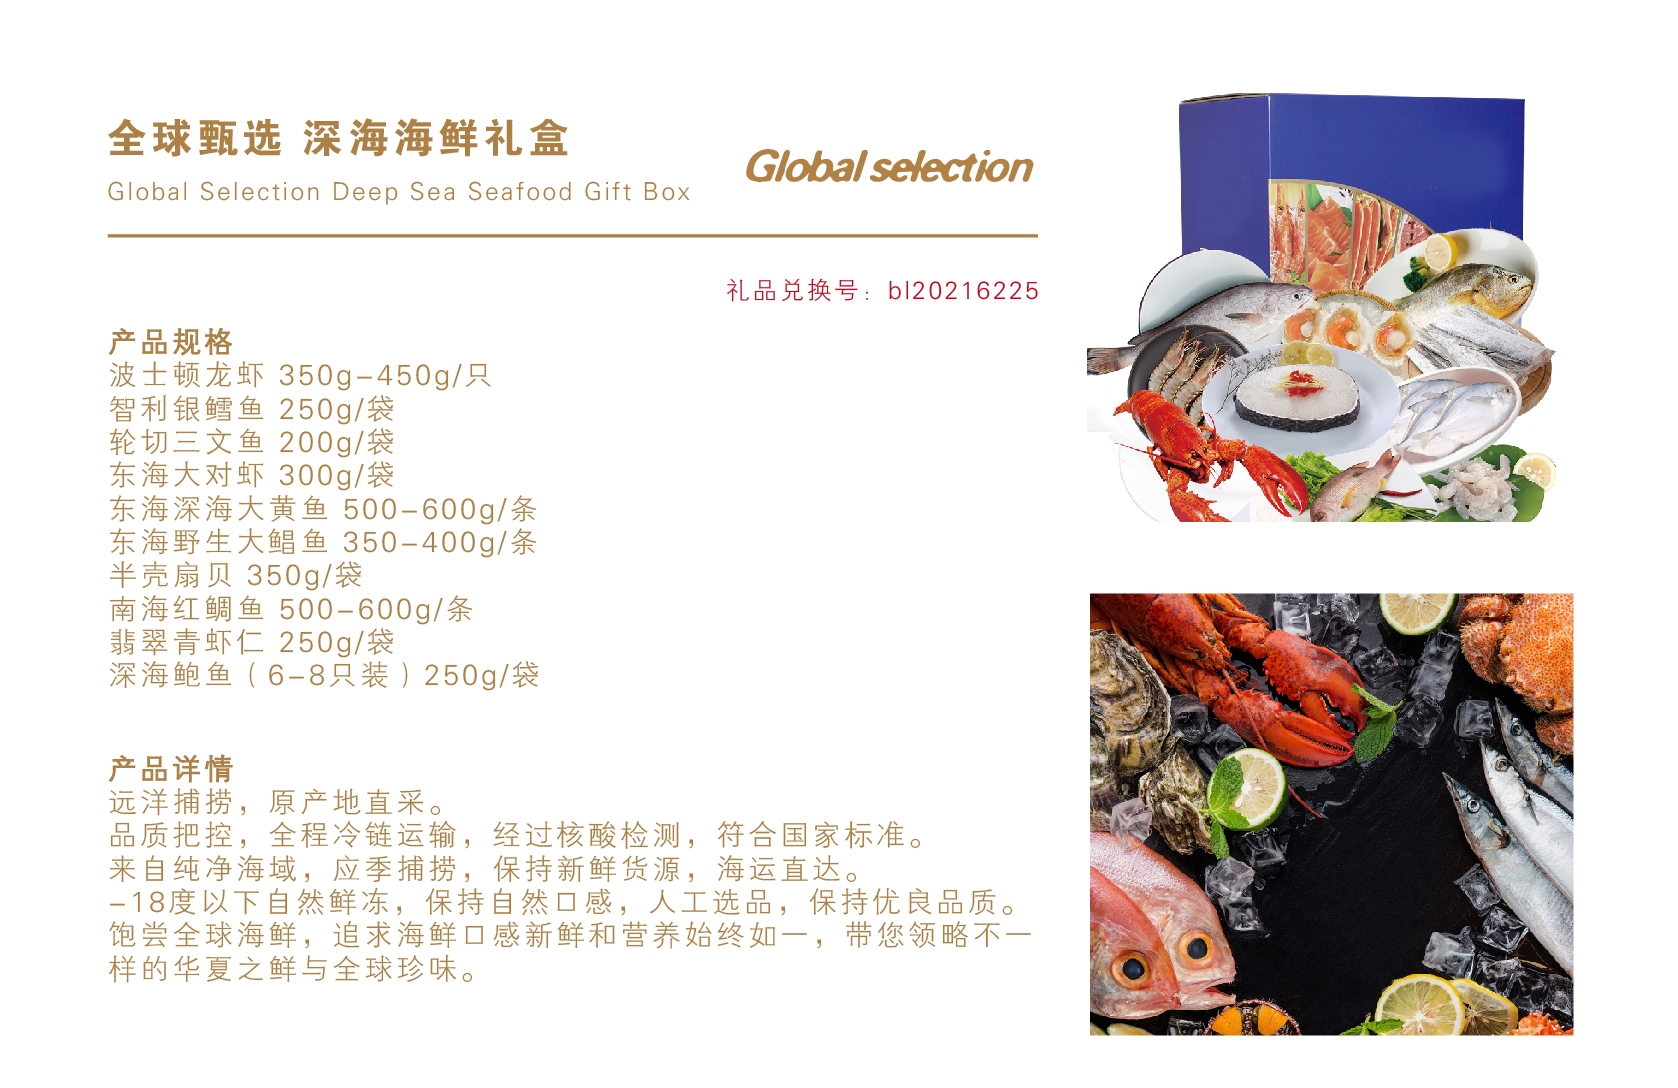 全球甄选 深海海鲜礼盒
Global Selection Deep Sea Seafood Gift Box
Global selection
礼品兑换号：bl20216225
产品规格
波士顿龙虾 350g-450g/只
智利银鳕鱼 250g/袋
轮切三文鱼 200g/袋
东海大对虾 300g/袋
东海深海大黄鱼 500-600g/条
东海野生大鲳鱼 350-400g/条
半壳扇贝 350g/袋
南海红鲷鱼 500-600g/条
翡翠青虾仁 250g/袋
深海鲍鱼（6-8只装）250g/袋
产品详情
远洋捕捞，原产地直采。
品质把控，全程冷链运输，经过核酸检测，符合国家标准。
来自纯净海域，应季捕捞，保持新鲜货源，海运直达。
-18度以下自然鲜冻，保持自然口感，人工选品，保持优良品质。
饱尝全球海鲜，追求海鲜口感新鲜和营养始终如一，带您领略不一
样的华夏之鲜与全球珍味。